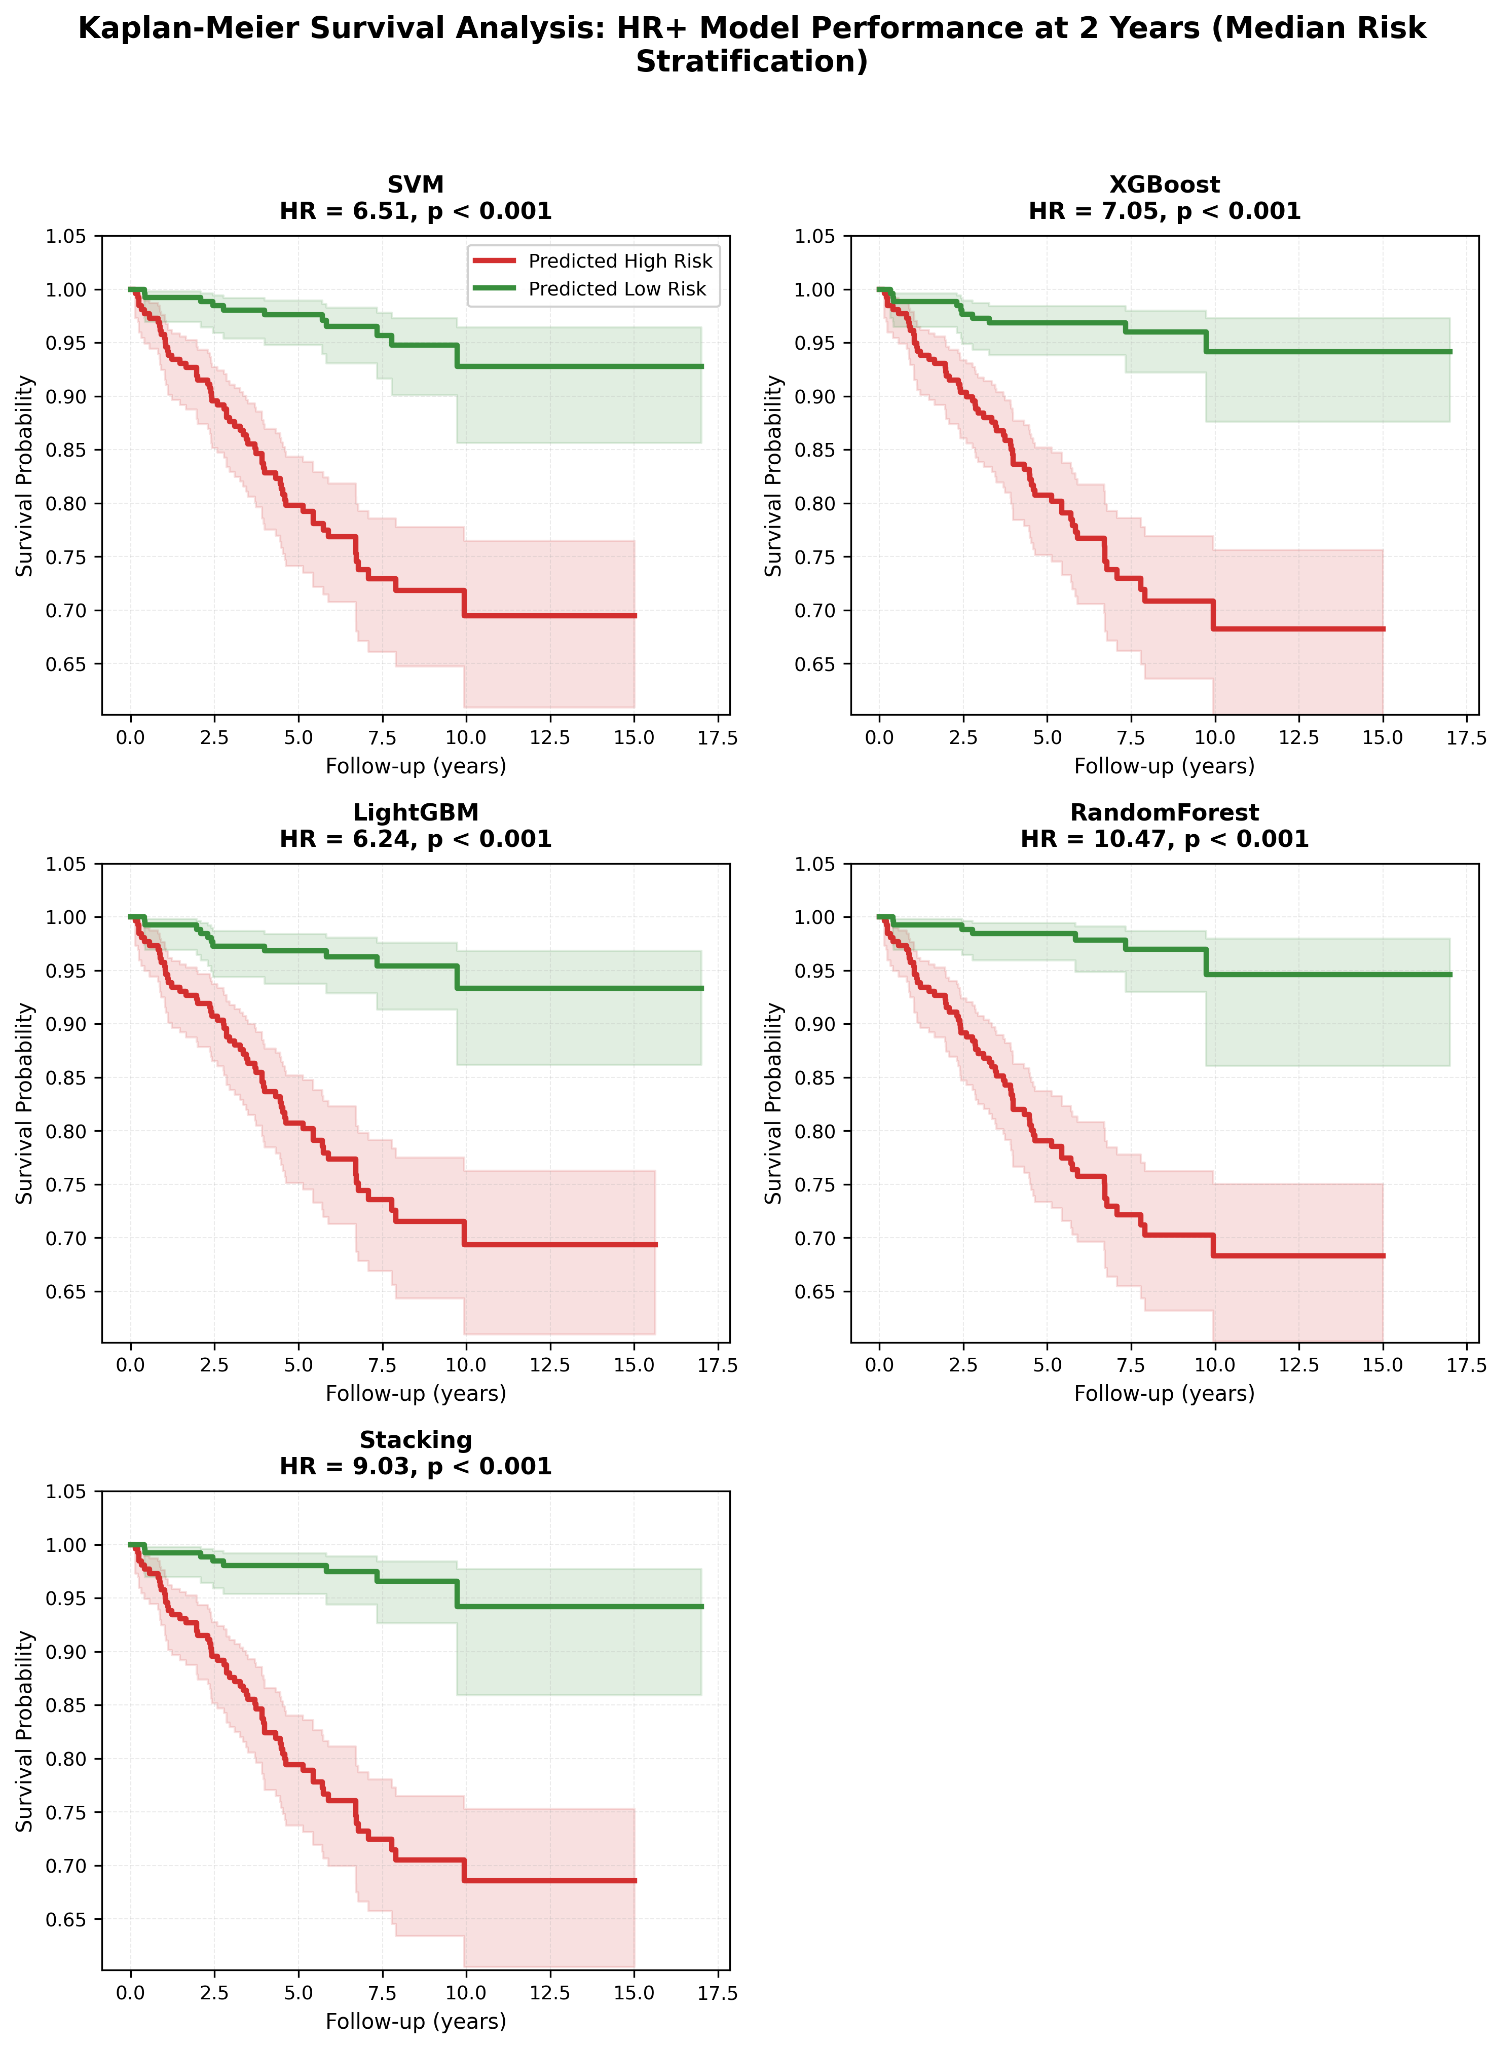 Kaplan-Meier Survival Analysis: HR+ Model Performance at 2 Years (Median Risk
Stratification)
SVM
HR = 6.51, p < 0.001
1.05
1.00
0.95
0.90
0.85
0.80
0.75
0.70
0.65
Survival Probability
Predicted High Risk
Predicted Low Risk
0.0 2.5 5.0 7.5 10.0 12.5 15.0 17.5
Follow-up (years)
XGBoost
HR = 7.05, p < 0.001
1.05
1.00
0.95
0.90
0.85
0.80
0.75
0.70
0.65
Survival Probability
0.0 2.5 5.0 7.5 10.0 12.5 15.0 17.5
Follow-up (years)
LightGBM
HR = 6.24, p < 0.001
1.05
1.00
0.95
0.90
0.85
0.80
0.75
0.70
0.65
Survival Probability
0.0 2.5 5.0 7.5 10.0 12.5 15.0 17.5
Follow-up (years)
RandomForest
HR = 10.47, p < 0.001
1.05
1.00
0.95
0.90
0.85
0.80
0.75
0.70
0.65
Survival Probability
0.0 2.5 5.0 7.5 10.0 12.5 15.0 17.5
Follow-up (years)
Stacking
HR = 9.03, p < 0.001
1.05
1.00
0.95
0.90
0.85
0.80
0.75
0.70
0.65
Survival Probability
0.0 2.5 5.0 7.5 10.0 12.5 15.0 17.5
Follow-up (years)